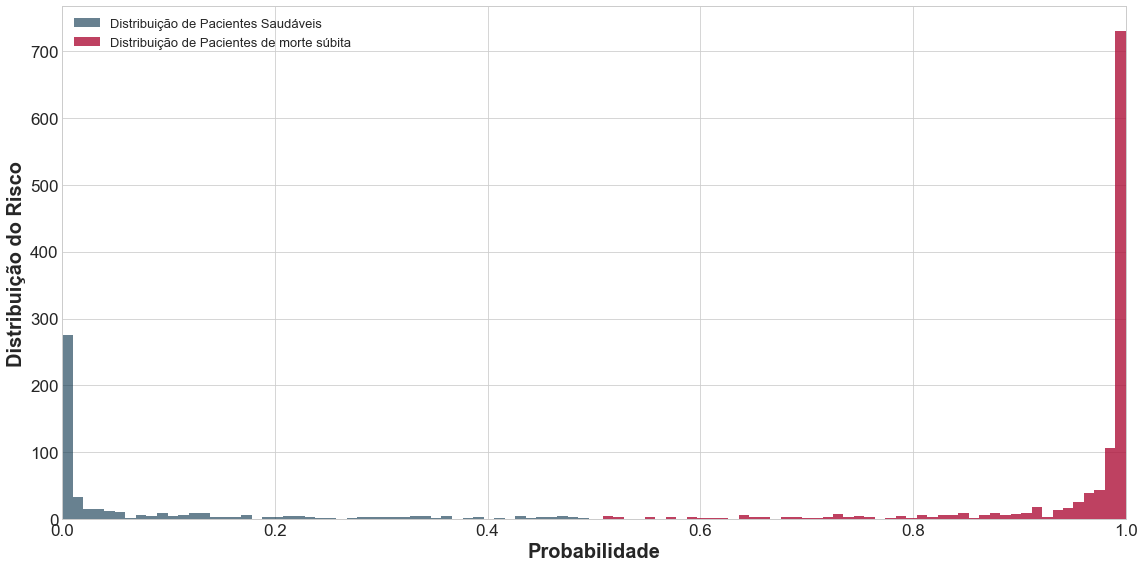 Distribuição de Pacientes Saudáveis
Distribuição de Pacientes de morte súbita
Distribuição do Risco
700
600
500
400
300
200
100
0
0.0 0.2 0.4 0.6 0.8 1.0
Probabilidade